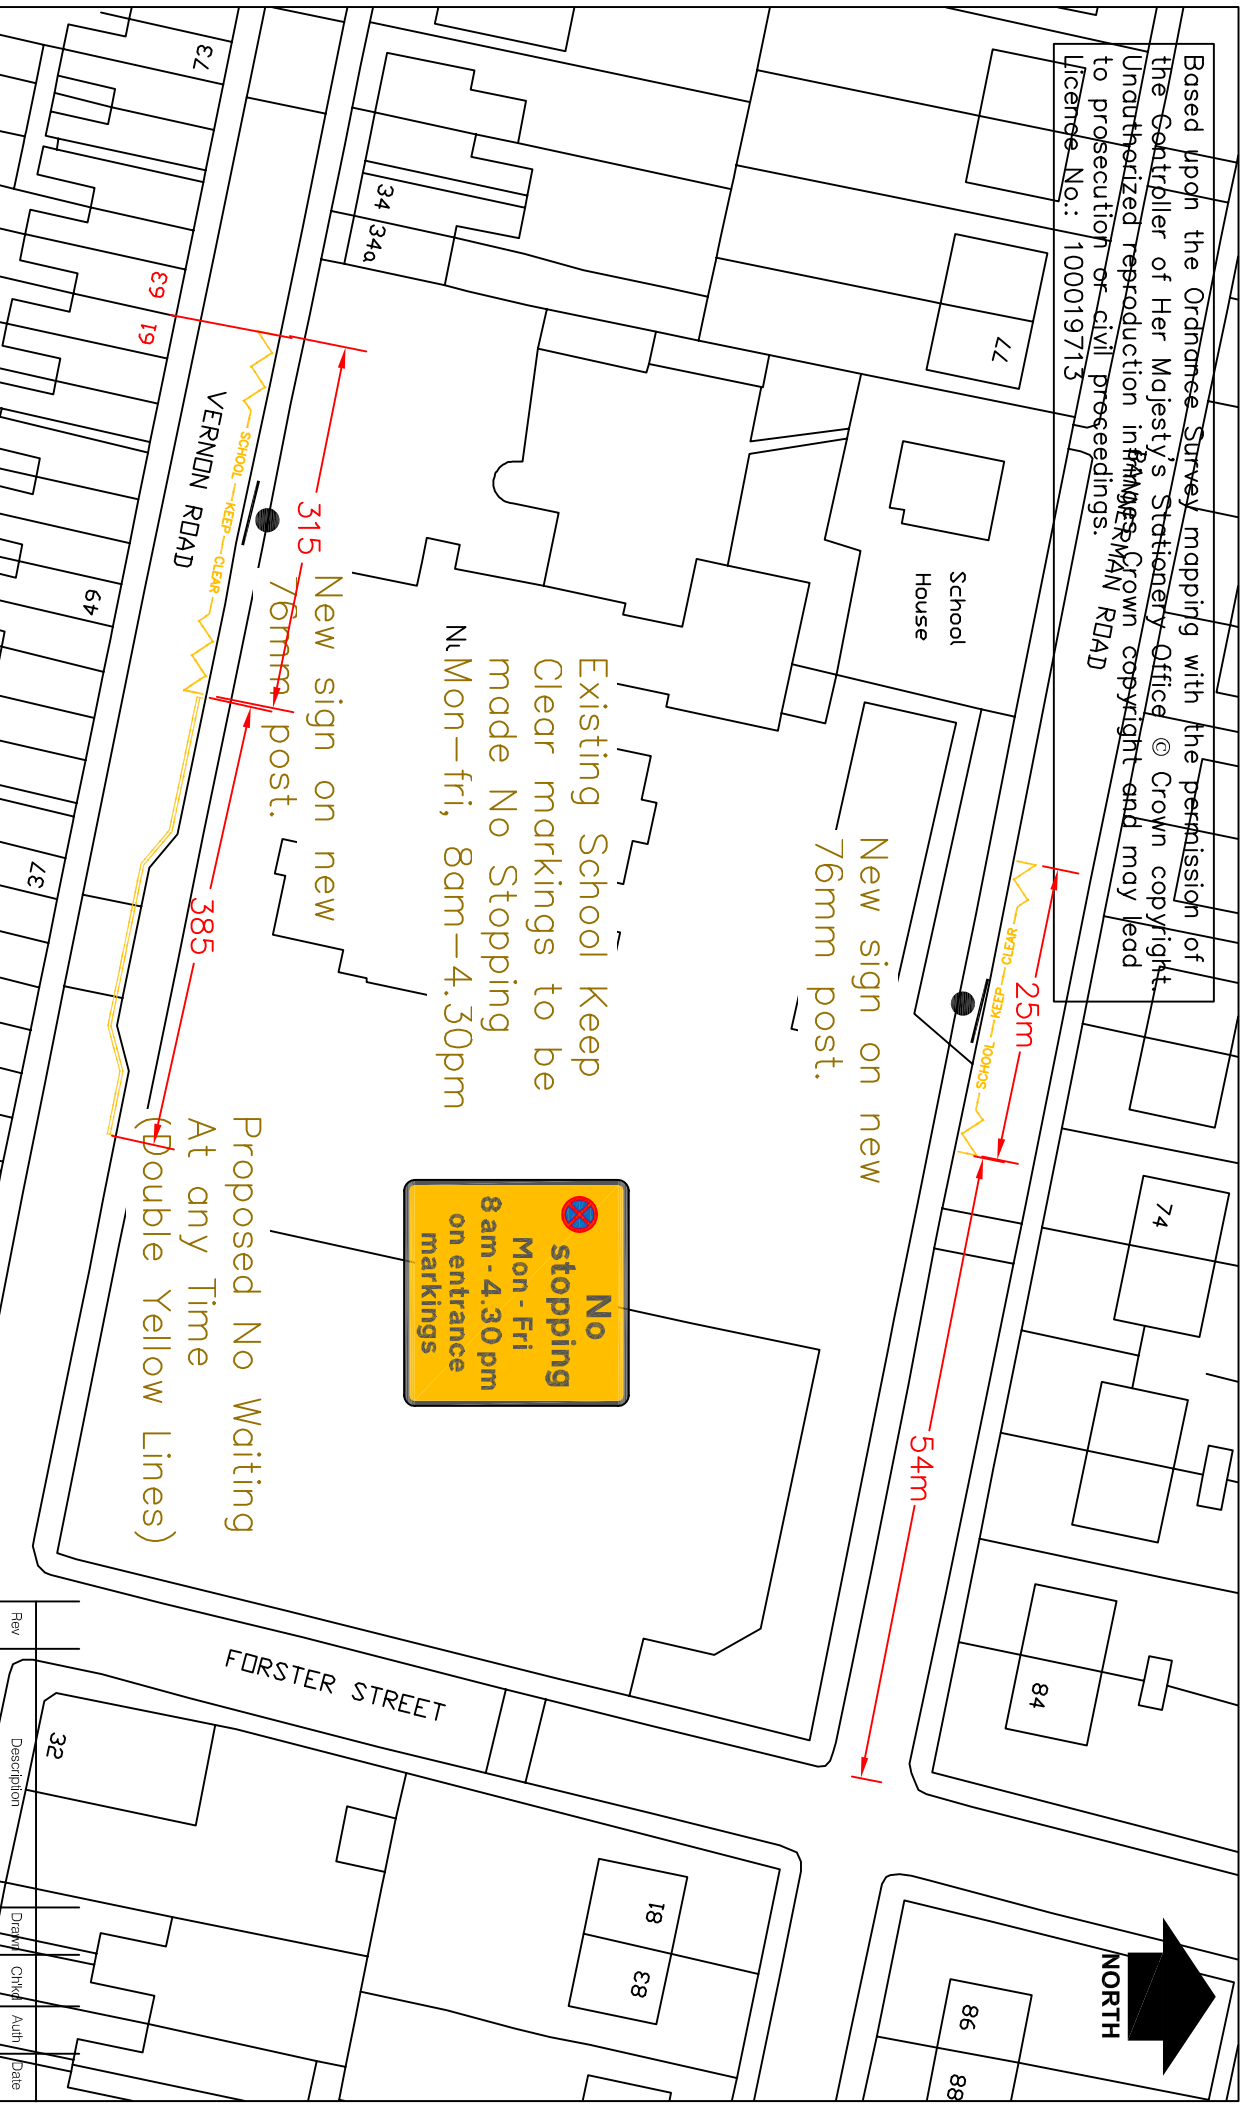 Based upon the Ordnance Survey mapping with the permission of
the Controller of Her Majesty's Stationery Office © Crown copyright.
Unauthorized reproduction infringes Crown copyright and may lead
to prosecution or civil proceedings.
Licence No.: 100019713
BANNERMAN ROAD
77
School
House
SCHOOL KEEP CLEAR
25m
New sign on new
76mm post.
54m
74
84
86
88
NORTH
Existing School Keep
Clear markings to be
made No Stopping
Mon-fri, 8am-4.30pm
No
stopping
Mon - Fri
8 am - 4.30 pm
on entrance
markings
34
34a
73
63
61
VERNON ROAD
SCHOOL KEEP CLEAR
315
New sign on new
76mm post.
49
37
385
Proposed No Waiting
At any Time
(Double Yellow Lines)
FORSTER STREET
32
81
83
Rev
Description
Drawn
Ch'kd
Auth
Date